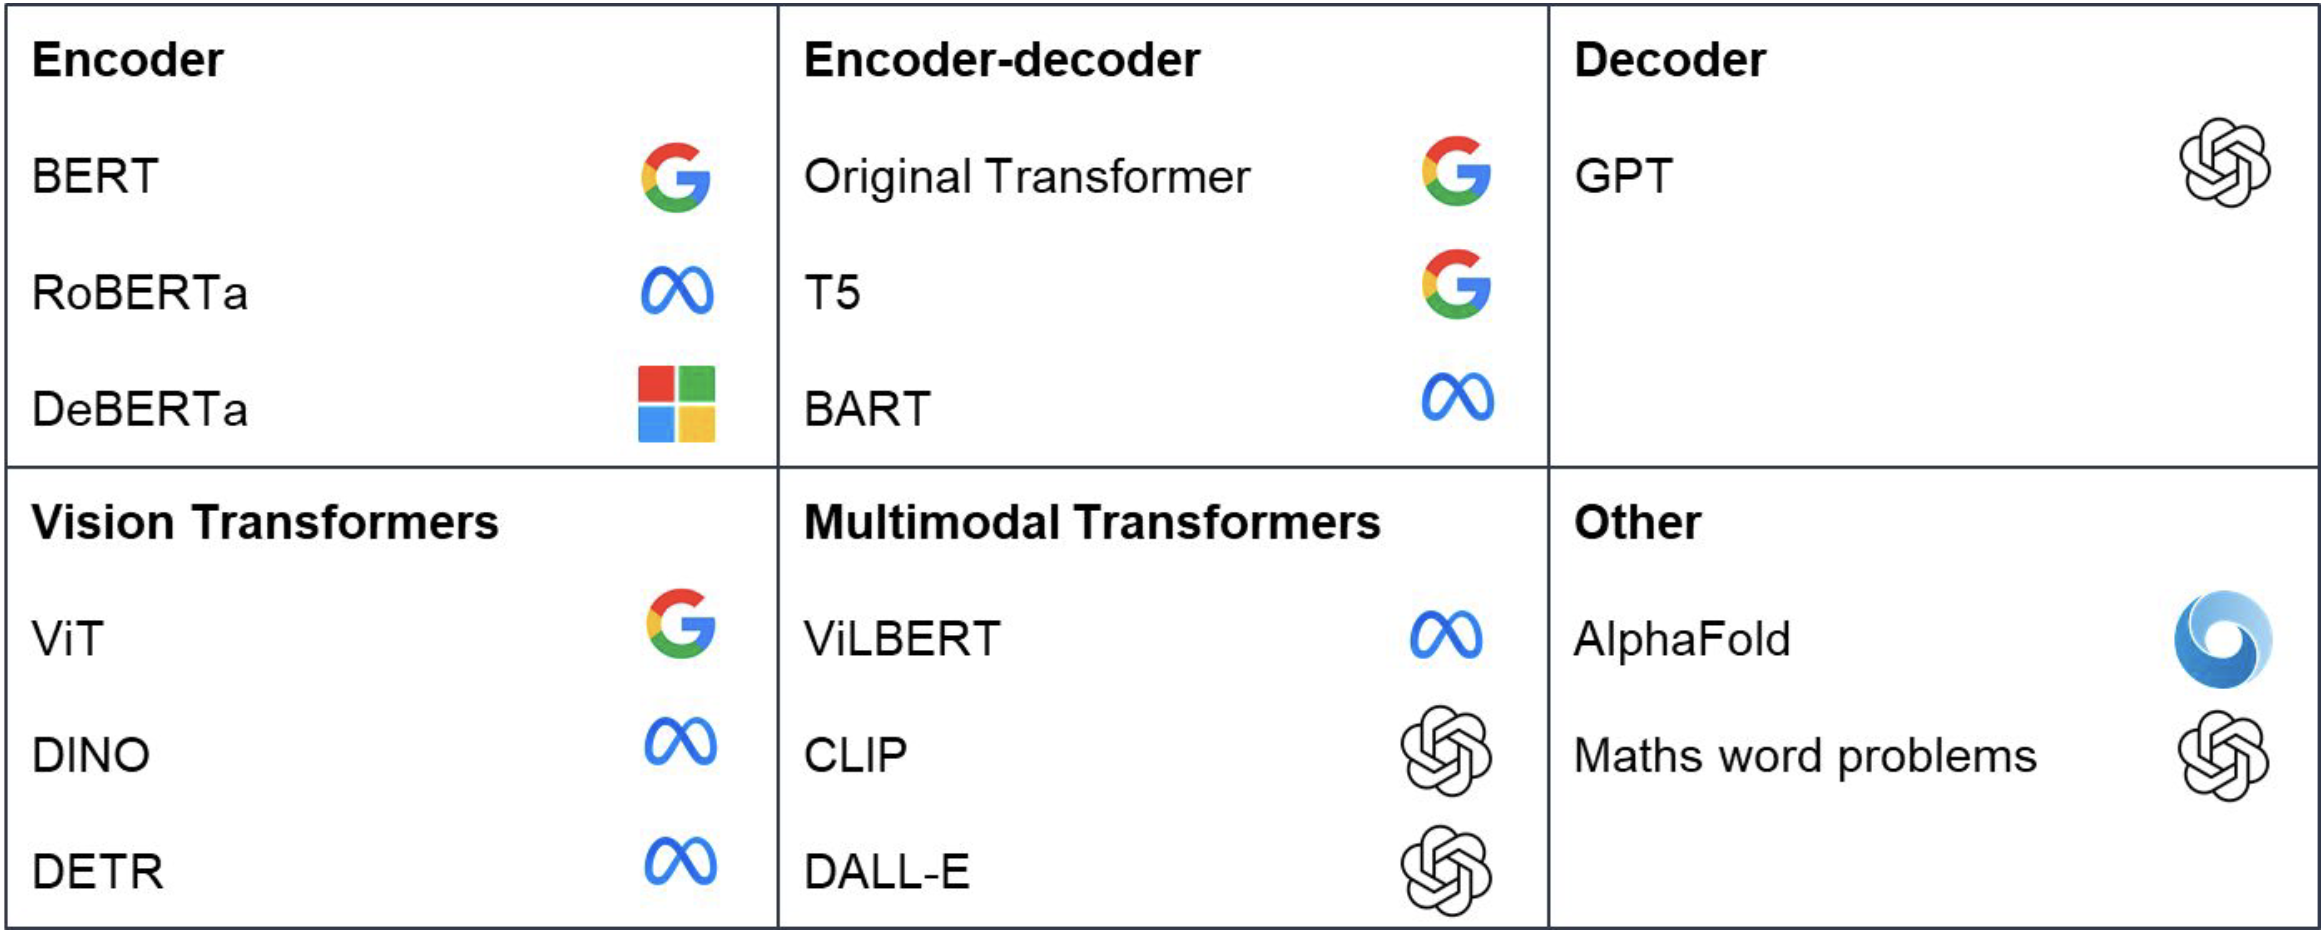 Encoder
BERT
RoBERTa
DeBERTa
Encoder-decoder
Original Transformer
T5
BART
Decoder
GPT
Vision Transformers
ViT
DINO
DETR
Multimodal Transformers
ViLBERT
CLIP
DALL-E
Other
AlphaFold
Maths word problems